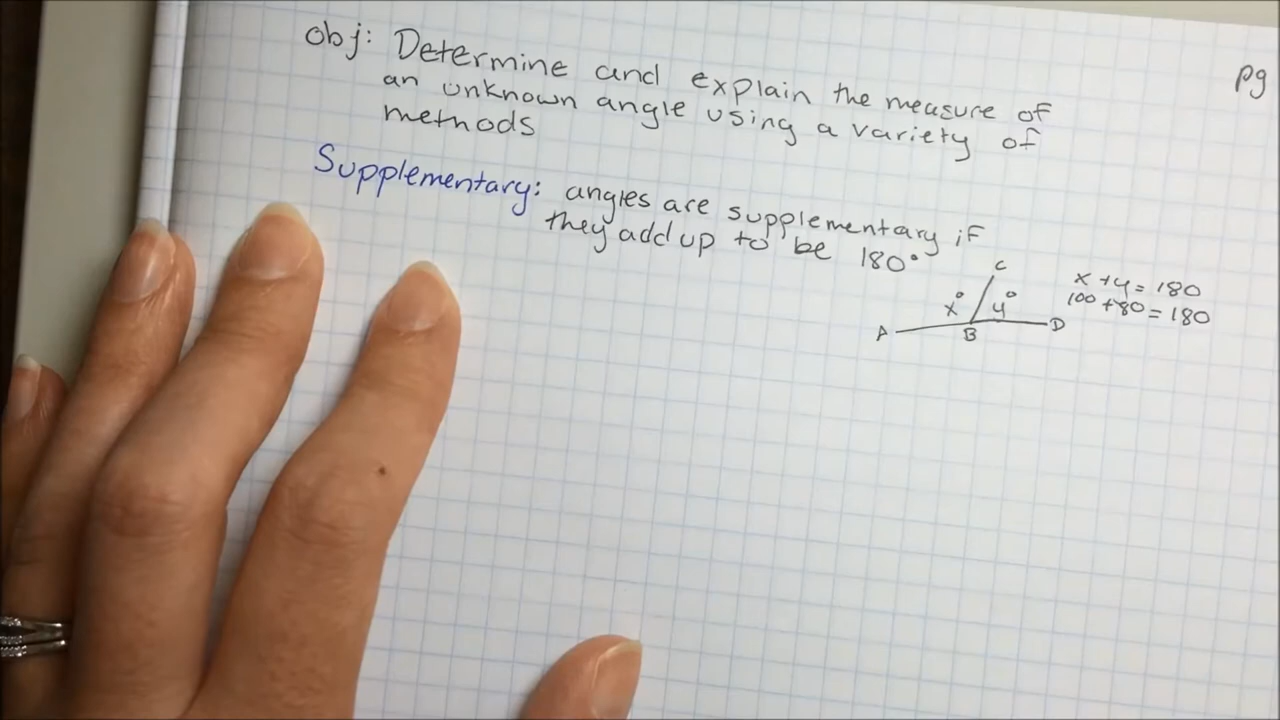 obj: Determine and explain the measure of
an unknown angle using a variety of
methods
pg
Supplementary: angles are supplementary if
they add up to be 180°
C
x° y°
A B D
x + y = 180
100 + 80 = 180